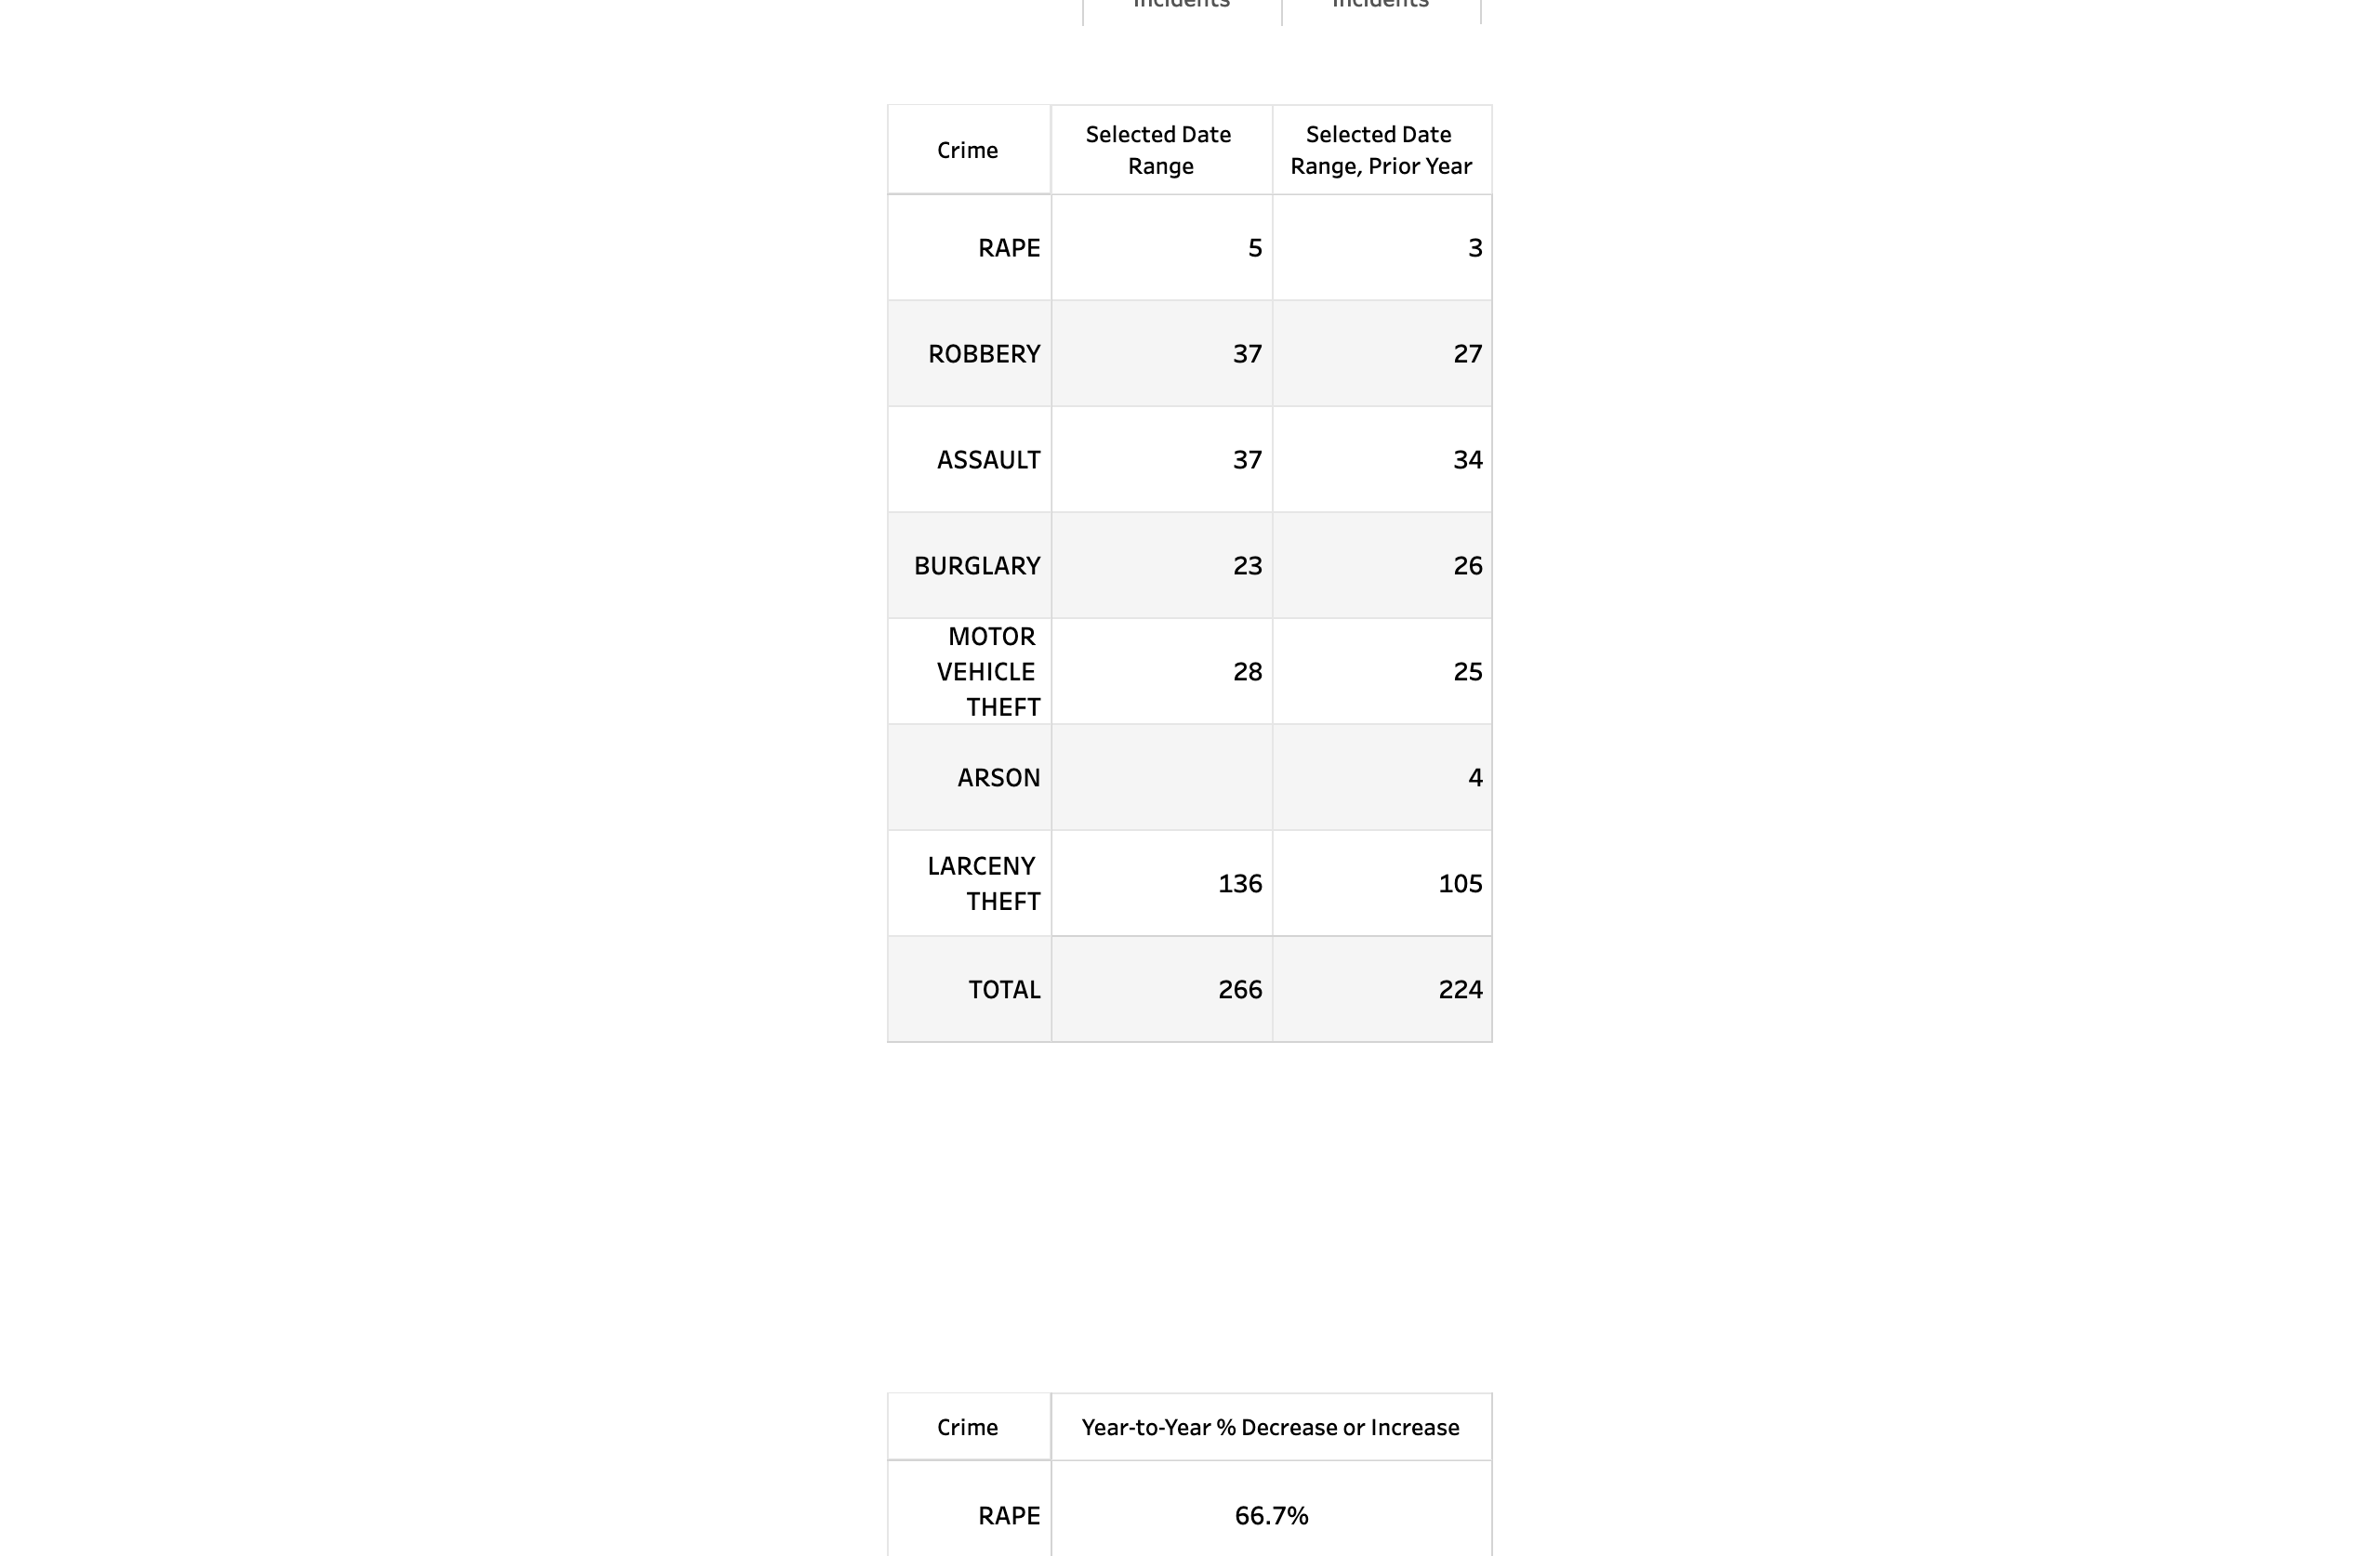 Incidents Incidents
Crime
Selected Date
Range
Selected Date
Range, Prior Year
RAPE 5 3
ROBBERY 37 27
ASSAULT 37 34
BURGLARY 23 26
MOTOR
VEHICLE
THEFT
28 25
ARSON 4
LARCENY
THEFT
136 105
TOTAL 266 224
Crime Year-to-Year % Decrease or Increase
RAPE 66.7%